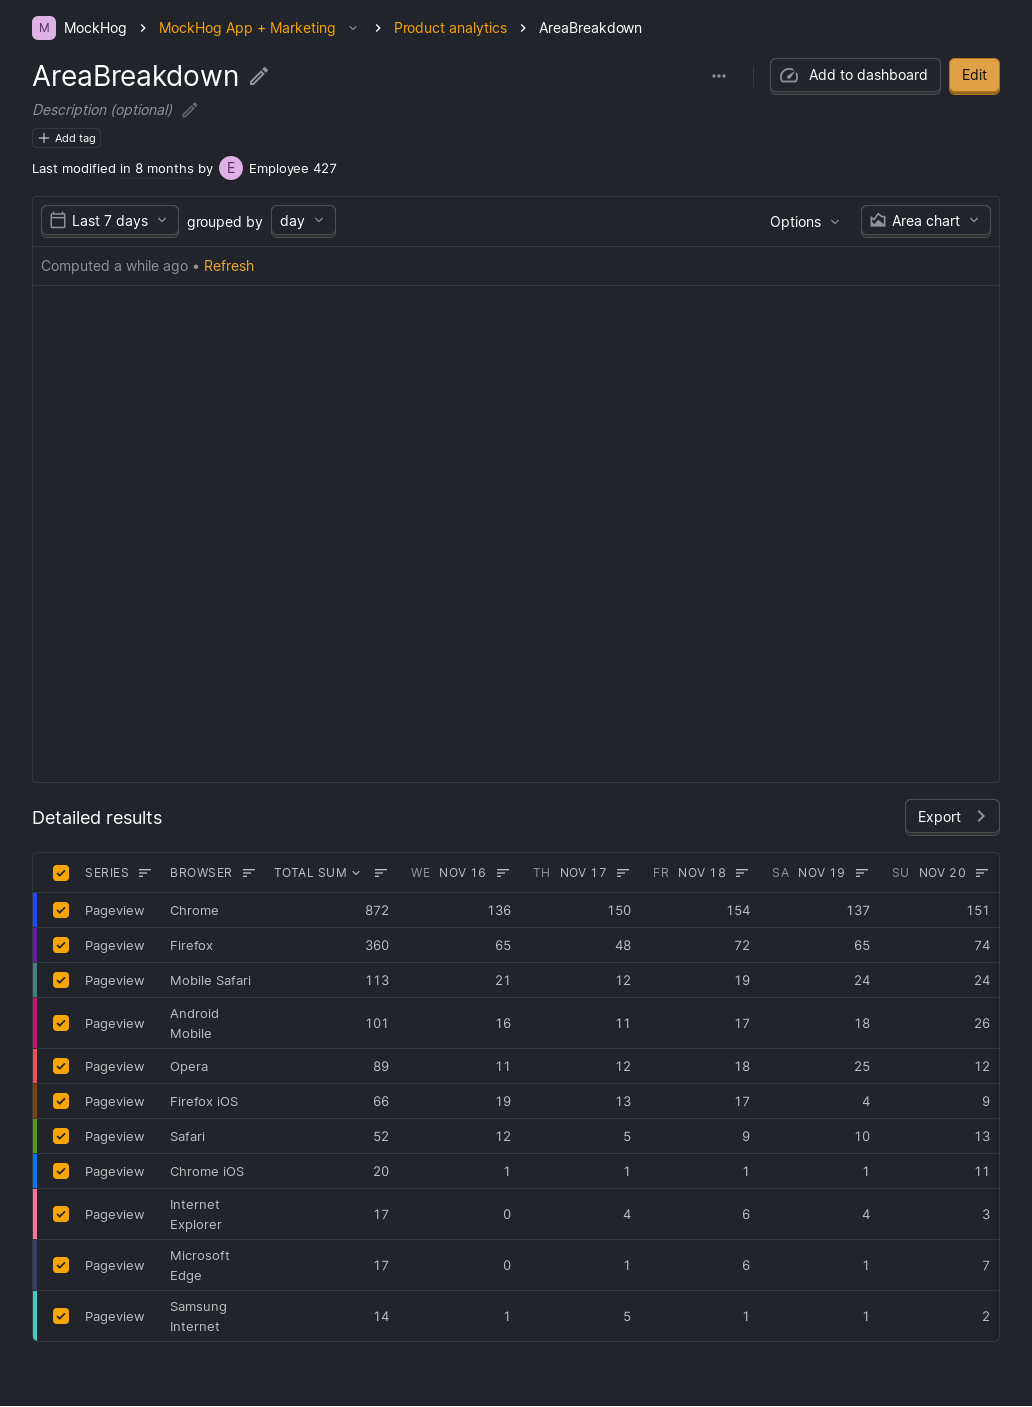 M MockHog MockHog App + Marketing Product analytics AreaBreakdown
AreaBreakdown
Add to dashboard Edit
Description (optional)
Add tag
Last modified in 8 months by E Employee 427
Last 7 days grouped by day Options Area chart
Computed a while ago • Refresh
Detailed results Export
SERIES BROWSER TOTAL SUM WE NOV 16 TH NOV 17 FR NOV 18 SA NOV 19 SU NOV 20
Pageview Chrome 872 136 150 154 137 151
Pageview Firefox 360 65 48 72 65 74
Pageview Mobile Safari 113 21 12 19 24 24
Pageview Android Mobile 101 16 11 17 18 26
Pageview Opera 89 11 12 18 25 12
Pageview Firefox iOS 66 19 13 17 4 9
Pageview Safari 52 12 5 9 10 13
Pageview Chrome iOS 20 1 1 1 1 11
Pageview Internet Explorer 17 0 4 6 4 3
Pageview Microsoft Edge 17 0 1 6 1 7
Pageview Samsung Internet 14 1 5 1 1 2